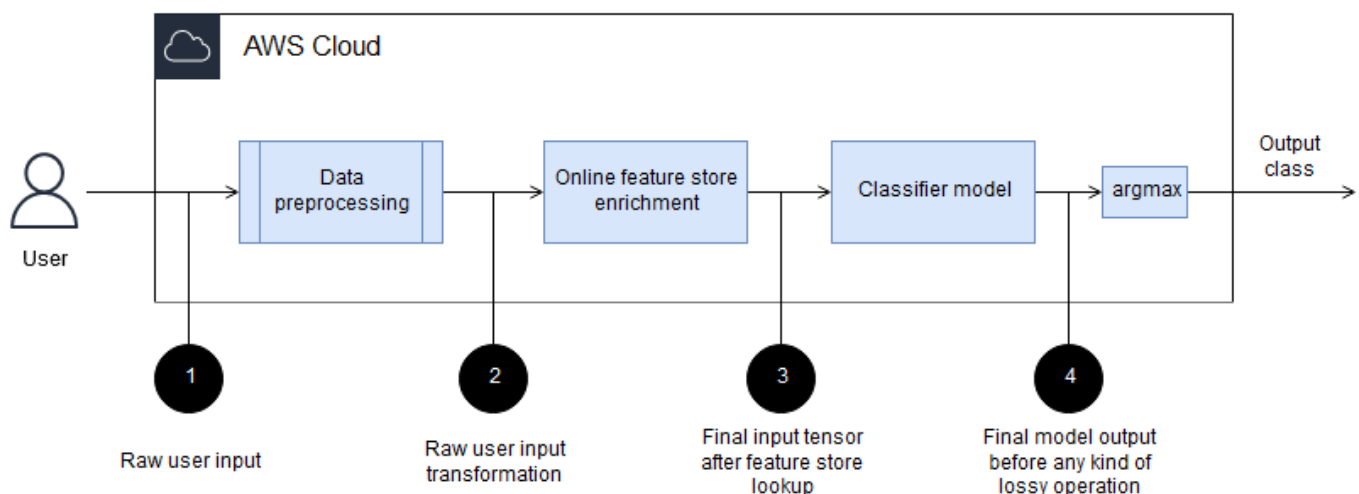 AWS Cloud
User
Data
preprocessing
Online feature store
enrichment
Classifier model
argmax
Output
class
1
2
3
4
Raw user input
Raw user input
transformation
Final input tensor
after feature store
lookup
Final model output
before any kind of
lossy operation